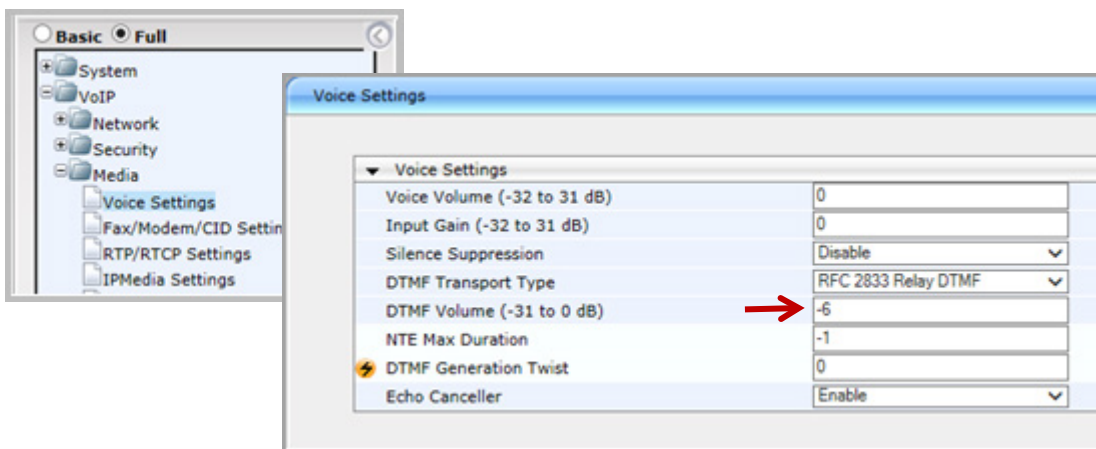 Basic Full
System
VoIP
Network
Security
Media
Voice Settings
Fax/Modem/CID Settin
RTP/RTCP Settings
IPMedia Settings
Voice Settings
Voice Settings
Voice Volume (-32 to 31 dB) 0
Input Gain (-32 to 31 dB) 0
Silence Suppression Disable
DTMF Transport Type RFC 2833 Relay DTMF
DTMF Volume (-31 to 0 dB) -6
NTE Max Duration -1
DTMF Generation Twist 0
Echo Canceller Enable